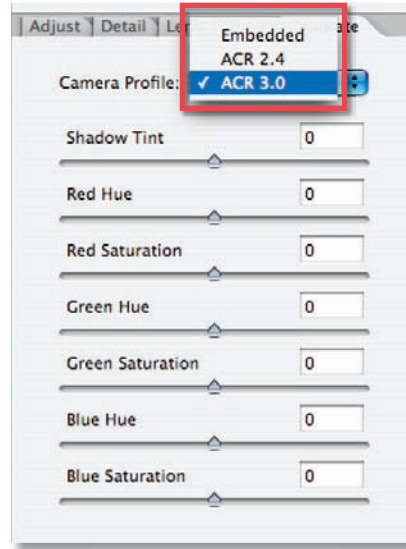 Adjust Detail
Embedded
ACR 2.4
Camera Profile: ✓ ACR 3.0
Shadow Tint 0
Red Hue 0
Red Saturation 0
Green Hue 0
Green Saturation 0
Blue Hue 0
Blue Saturation 0